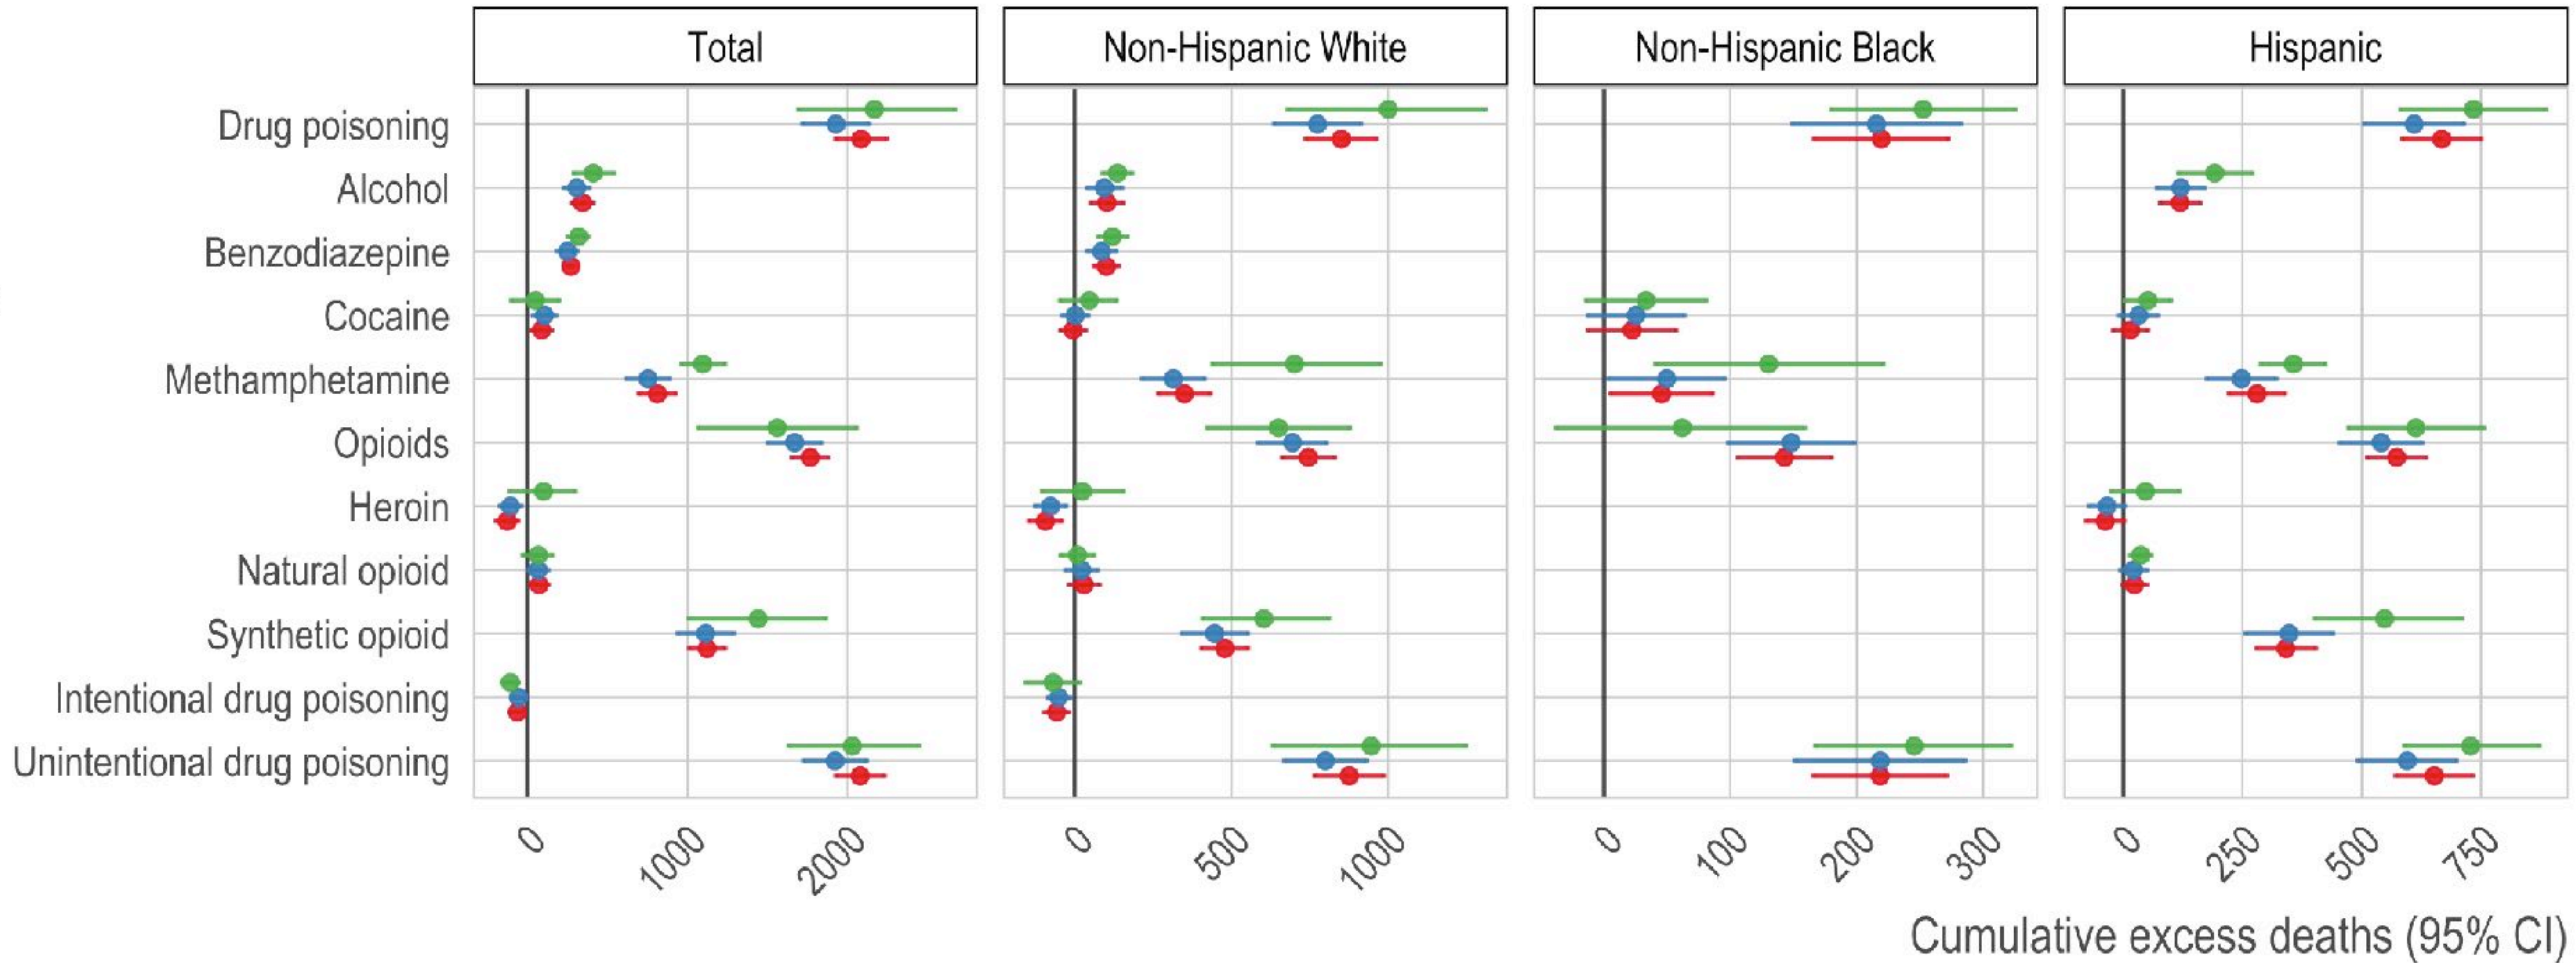 Total
Non-Hispanic White
Non-Hispanic Black
Hispanic
Drug poisoning
Alcohol
Benzodiazepine
Cocaine
Methamphetamine
Opioids
Heroin
Natural opioid
Synthetic opioid
Intentional drug poisoning
Unintentional drug poisoning
0 1000 2000
0 500 1000
0 100 200 300
0 250 500 750
Cumulative excess deaths (95% CI)